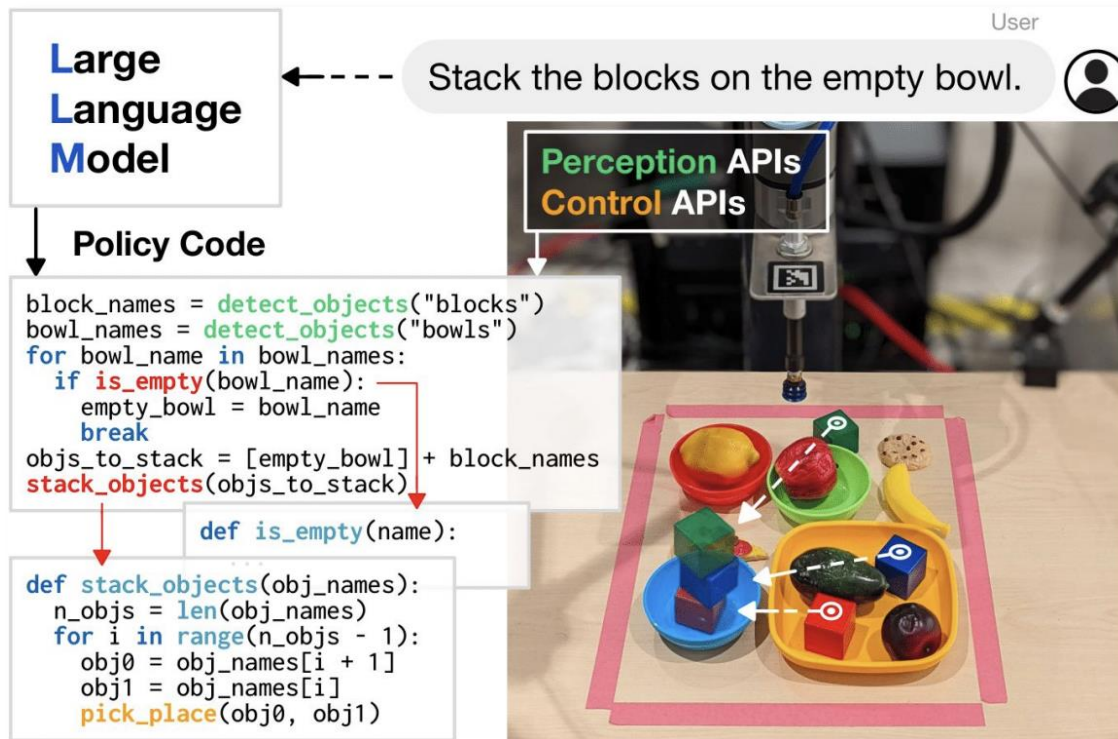 User
Stack the blocks on the empty bowl.
Large
Language
Model
Perception APIs
Control APIs
Policy Code
block_names = detect_objects("blocks")
bowl_names = detect_objects("bowls")
for bowl_name in bowl_names:
  if is_empty(bowl_name):
    empty_bowl = bowl_name
    break
objs_to_stack = [empty_bowl] + block_names
stack_objects(objs_to_stack)
def is_empty(name):
...
def stack_objects(obj_names):
  n_objs = len(obj_names)
  for i in range(n_objs - 1):
    obj0 = obj_names[i + 1]
    obj1 = obj_names[i]
    pick_place(obj0, obj1)